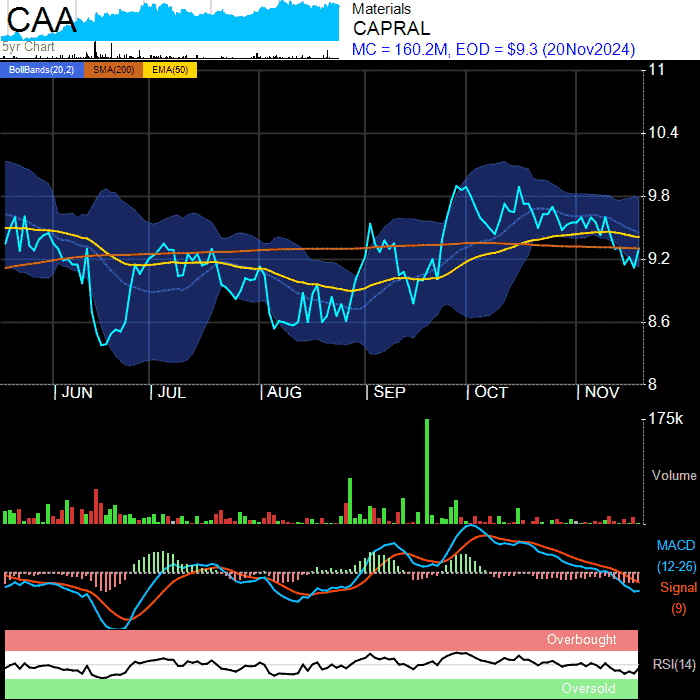 CAA
5yr Chart
Materials
CAPRAL
MC = 160.2M, EOD = $9.3 (20Nov2024)
BollBands(20,2) SMA(200) EMA(50)
11
10.4
9.8
9.2
8.6
8
| JUN | JUL | AUG | SEP | OCT | NOV
175k
Volume
MACD
(12-26)
Signal
(9)
Overbought
RSI(14)
Oversold